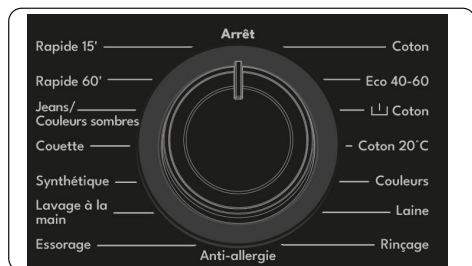 Arrêt
Rapide 15'
Coton
Rapide 60'
Eco 40-60
Jeans/
Couleurs sombres
Coton
Couette
Coton 20°C
Synthétique
Couleurs
Lavage à la
main
Laine
Essorage
Rinçage
Anti-allergie